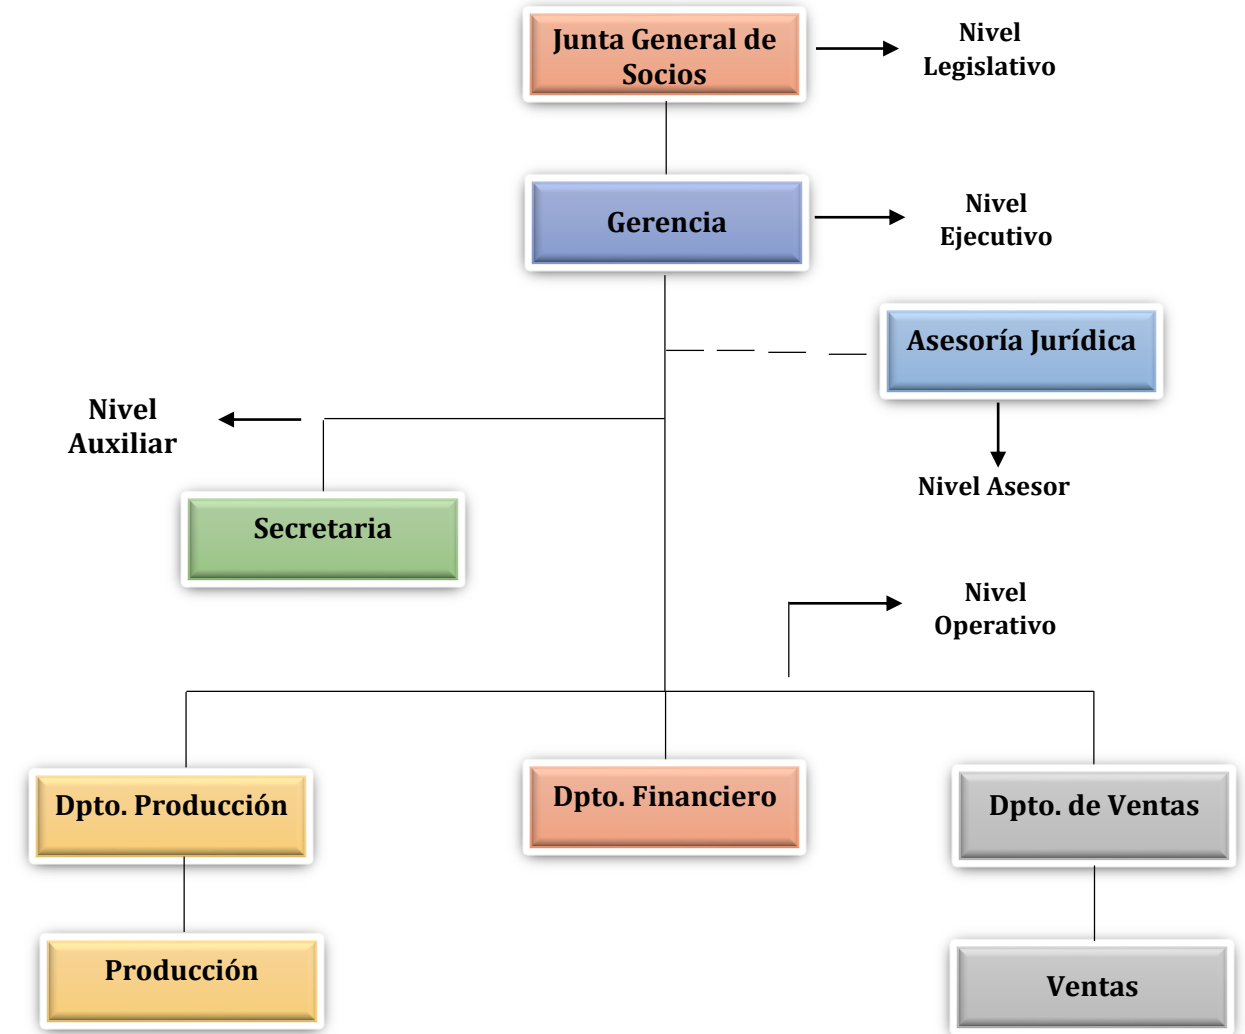 Junta General de
Socios
Nivel
Legislativo
Gerencia
Nivel
Ejecutivo
Asesoría Jurídica
Nivel
Auxiliar
Nivel Asesor
Secretaria
Nivel
Operativo
Dpto. Producción
Dpto. Financiero
Dpto. de Ventas
Producción
Ventas